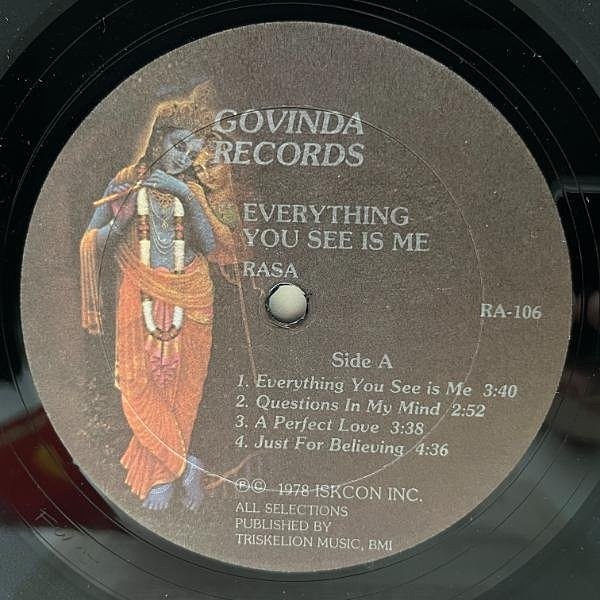 GOVINDA
RECORDS
EVERYTHING
YOU SEE IS ME
RASA
RA-106
Side A
1. Everything You See is Me 3:40
2. Questions In My Mind 2:52
3. A Perfect Love 3:38
4. Just For Believing 4:36
℗© 1978 ISKCON INC.
ALL SELECTIONS
PUBLISHED BY
TRISKELION MUSIC, BMI